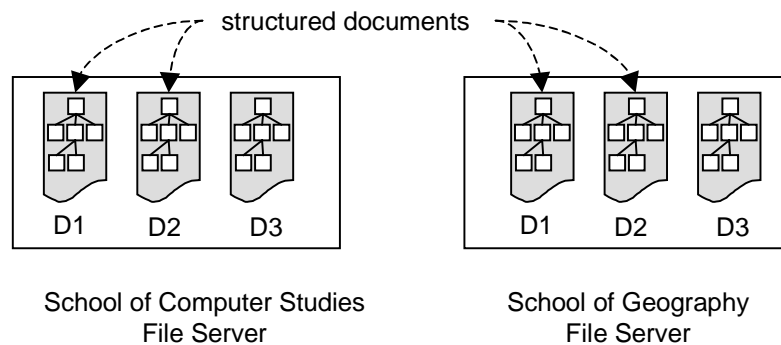 structured documents
D1 D2 D3
D1 D2 D3
School of Computer Studies
File Server
School of Geography
File Server